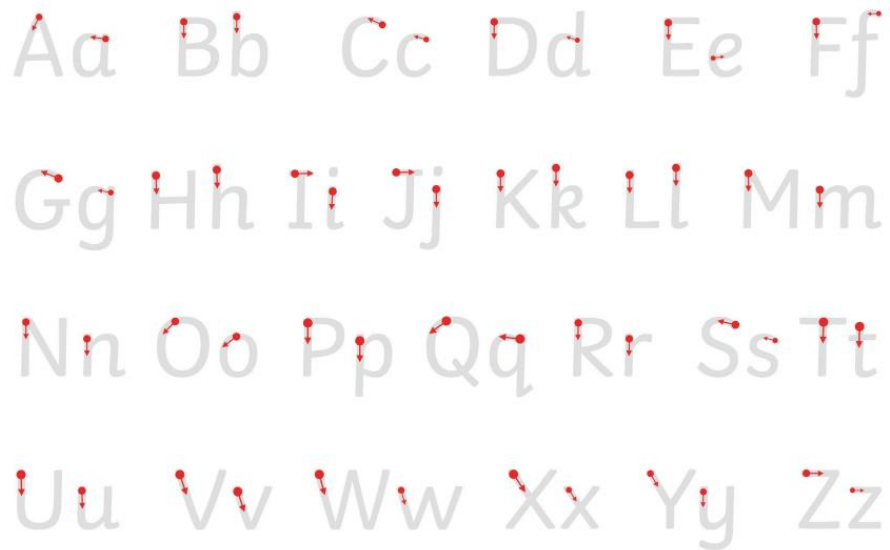 Aa Bb Cc Dd Ee Ff
Gg Hh Ii Jj Kk Ll Mm
Nn Oo Pp Qq Rr Ss Tt
Uu Vv Ww Xx Yy Zz